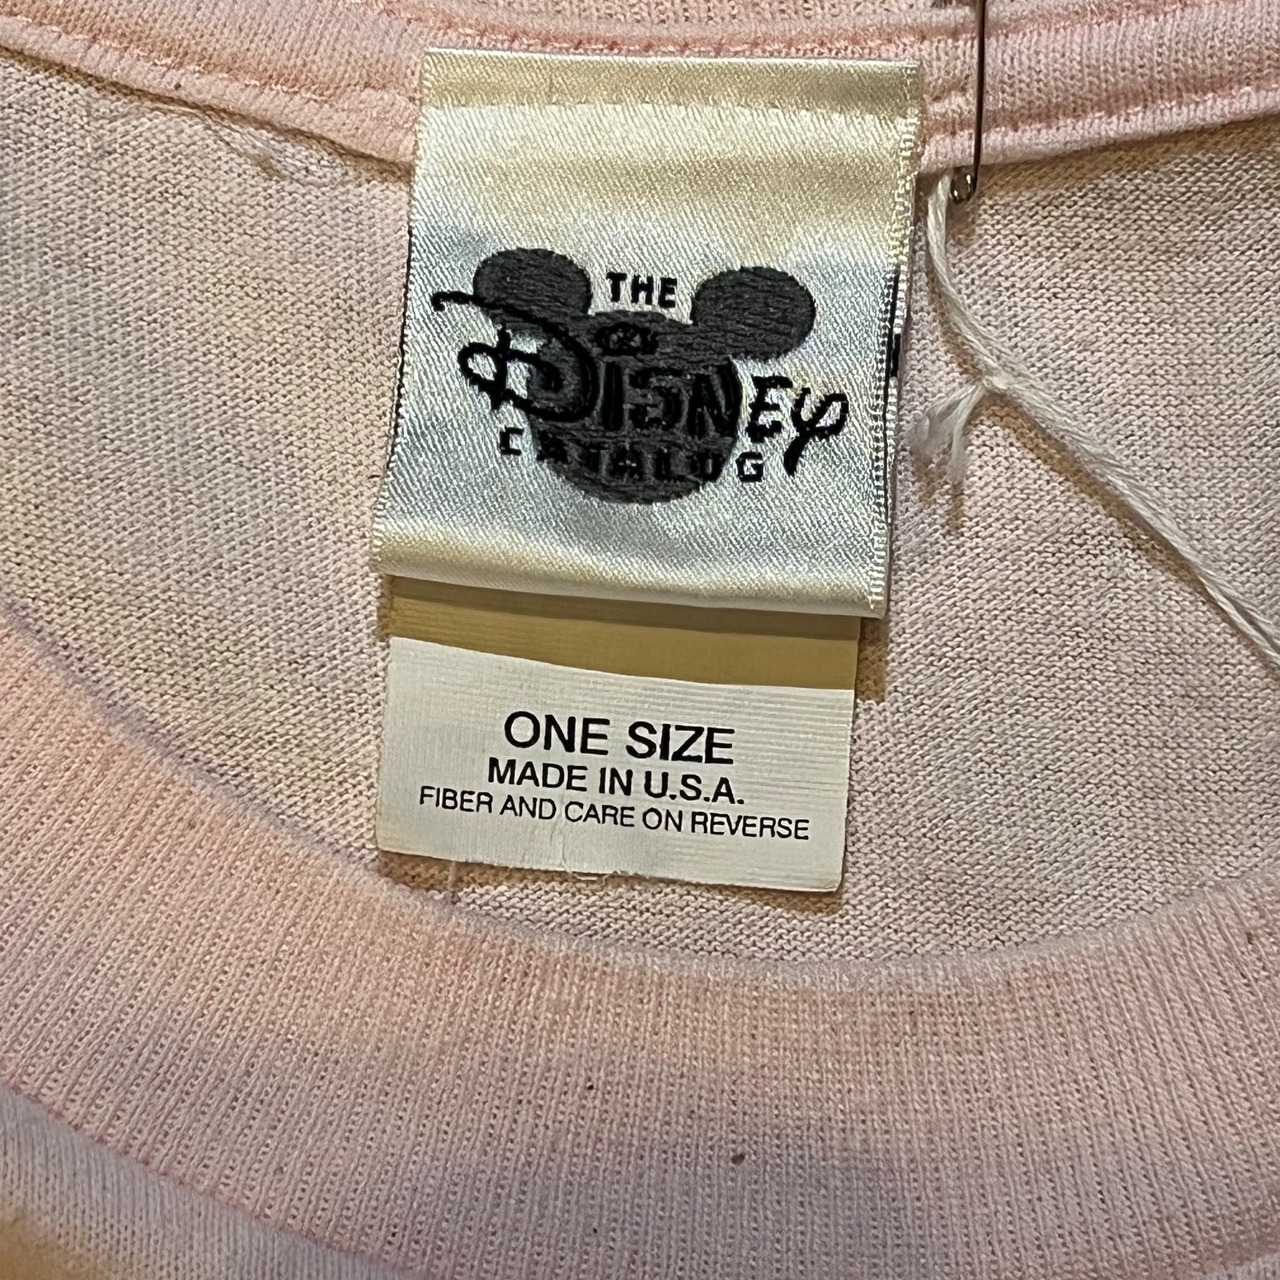 THE
DISNEY
CATALOG
ONE SIZE
MADE IN U.S.A.
FIBER AND CARE ON REVERSE